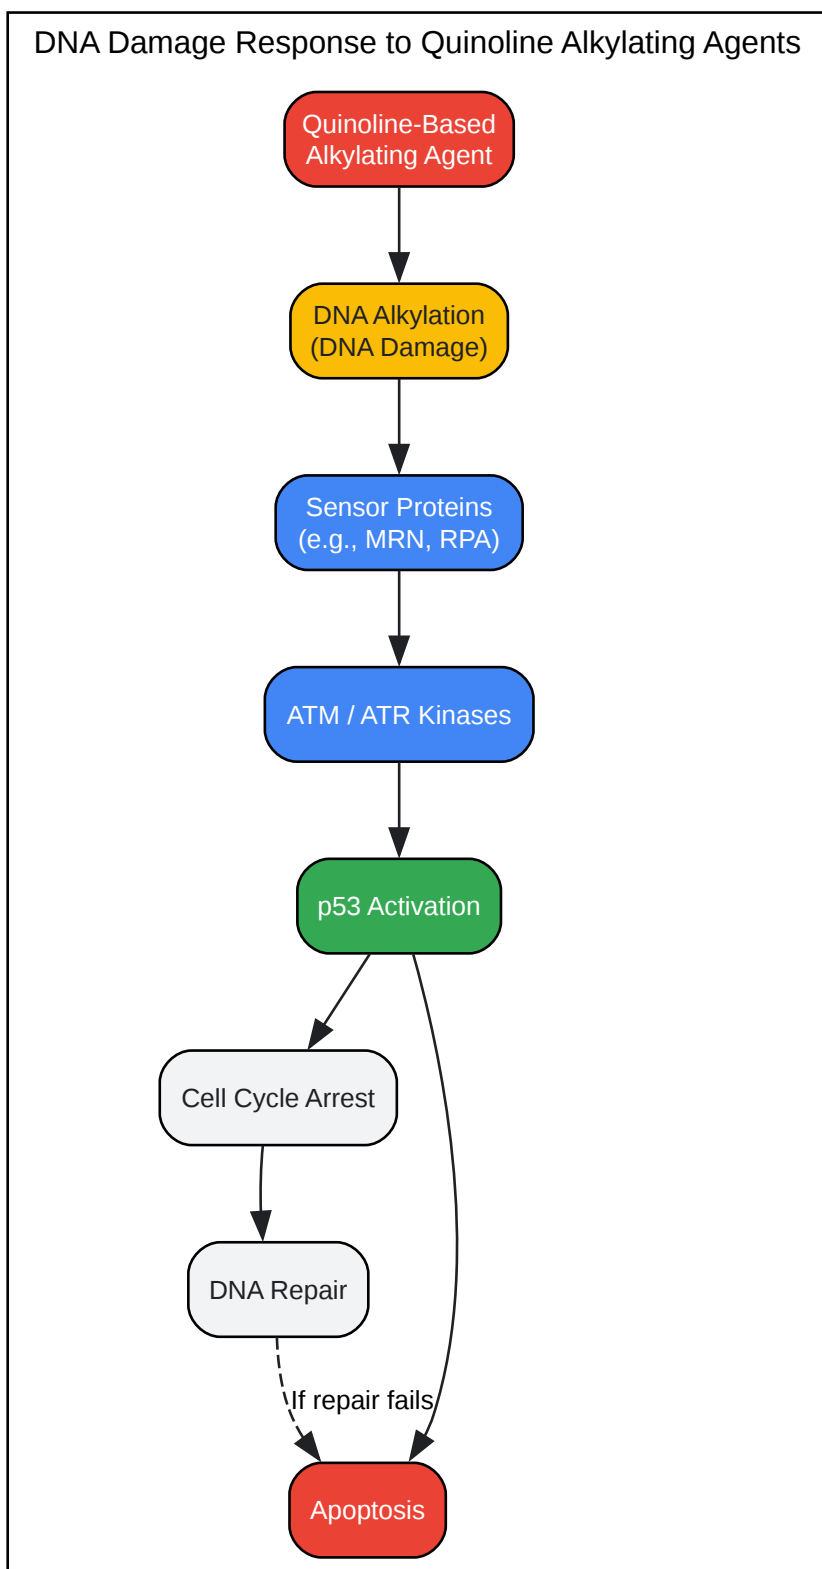 DNA Damage Response to Quinoline Alkylating Agents
Quinoline-Based
Alkylating Agent
DNA Alkylation
(DNA Damage)
Sensor Proteins
(e.g., MRN, RPA)
ATM / ATR Kinases
p53 Activation
Cell Cycle Arrest
DNA Repair
If repair fails
Apoptosis